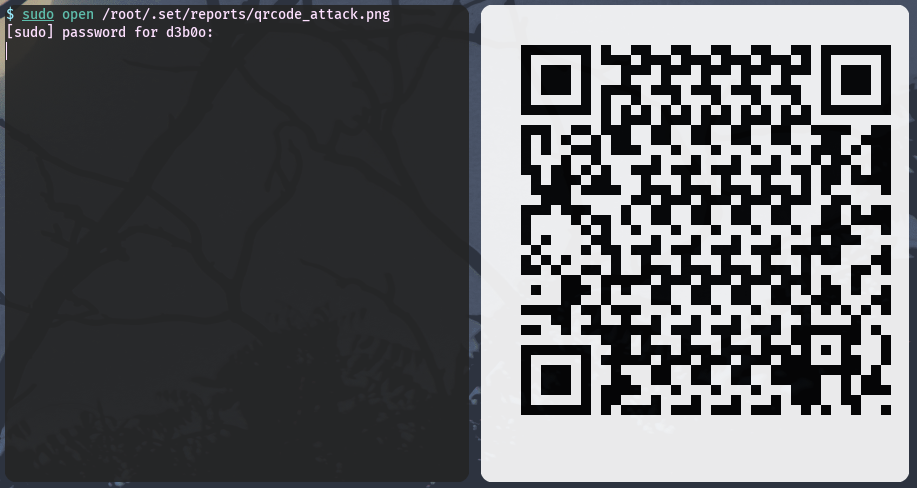 $ sudo open /root/.set/reports/qrcode_attack.png
[sudo] password for d3b0o: